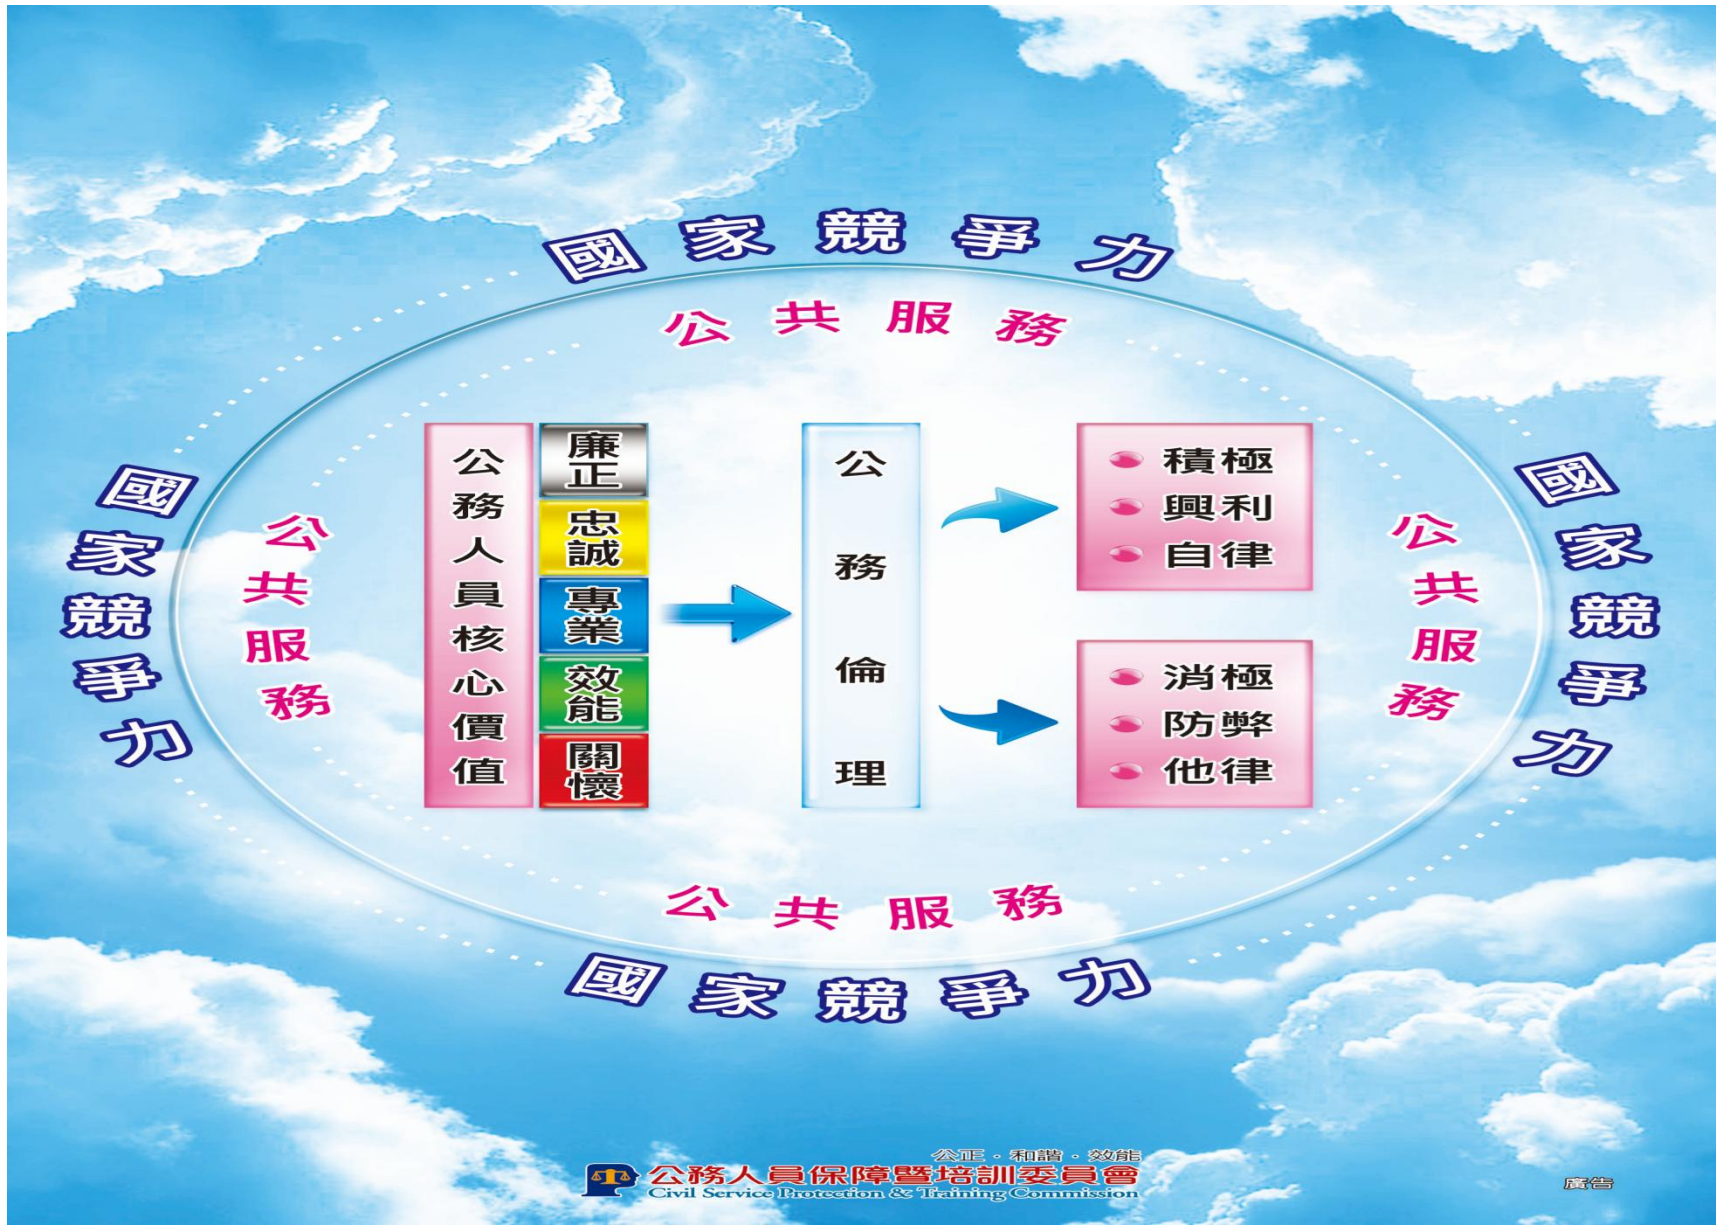 國家競爭力
公共服務
國家競爭力
公共服務
公務人員核心價值
廉正
忠誠
專業
效能
關懷
公務倫理
積極
興利
自律
消極
防弊
他律
公共服務
國家競爭力
公共服務
國家競爭力
公正‧和諧‧效能
公務人員保障暨培訓委員會
Civil Service Protection & Training Commission
廣告